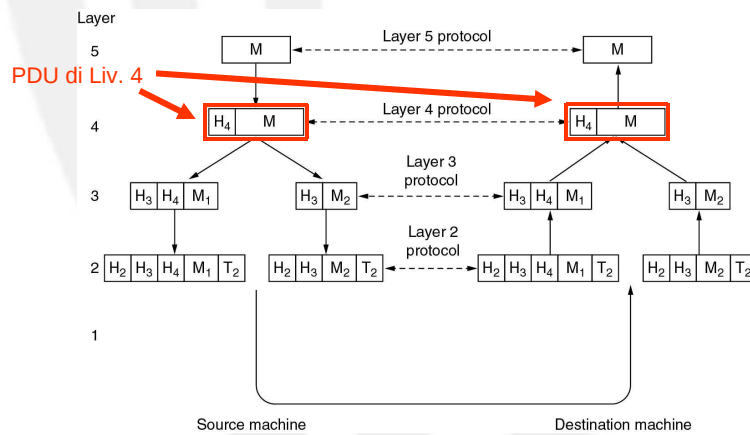 Layer
5 M Layer 5 protocol M
PDU di Liv. 4
4 H4 M Layer 4 protocol H4 M
Layer 3
protocol
3 H3 H4 M1 H3 M2 H3 H4 M1 H3 M2
Layer 2
protocol
2 H2 H3 H4 M1 T2 H2 H3 M2 T2 H2 H3 H4 M1 T2 H2 H3 M2 T2
1
Source machine Destination machine